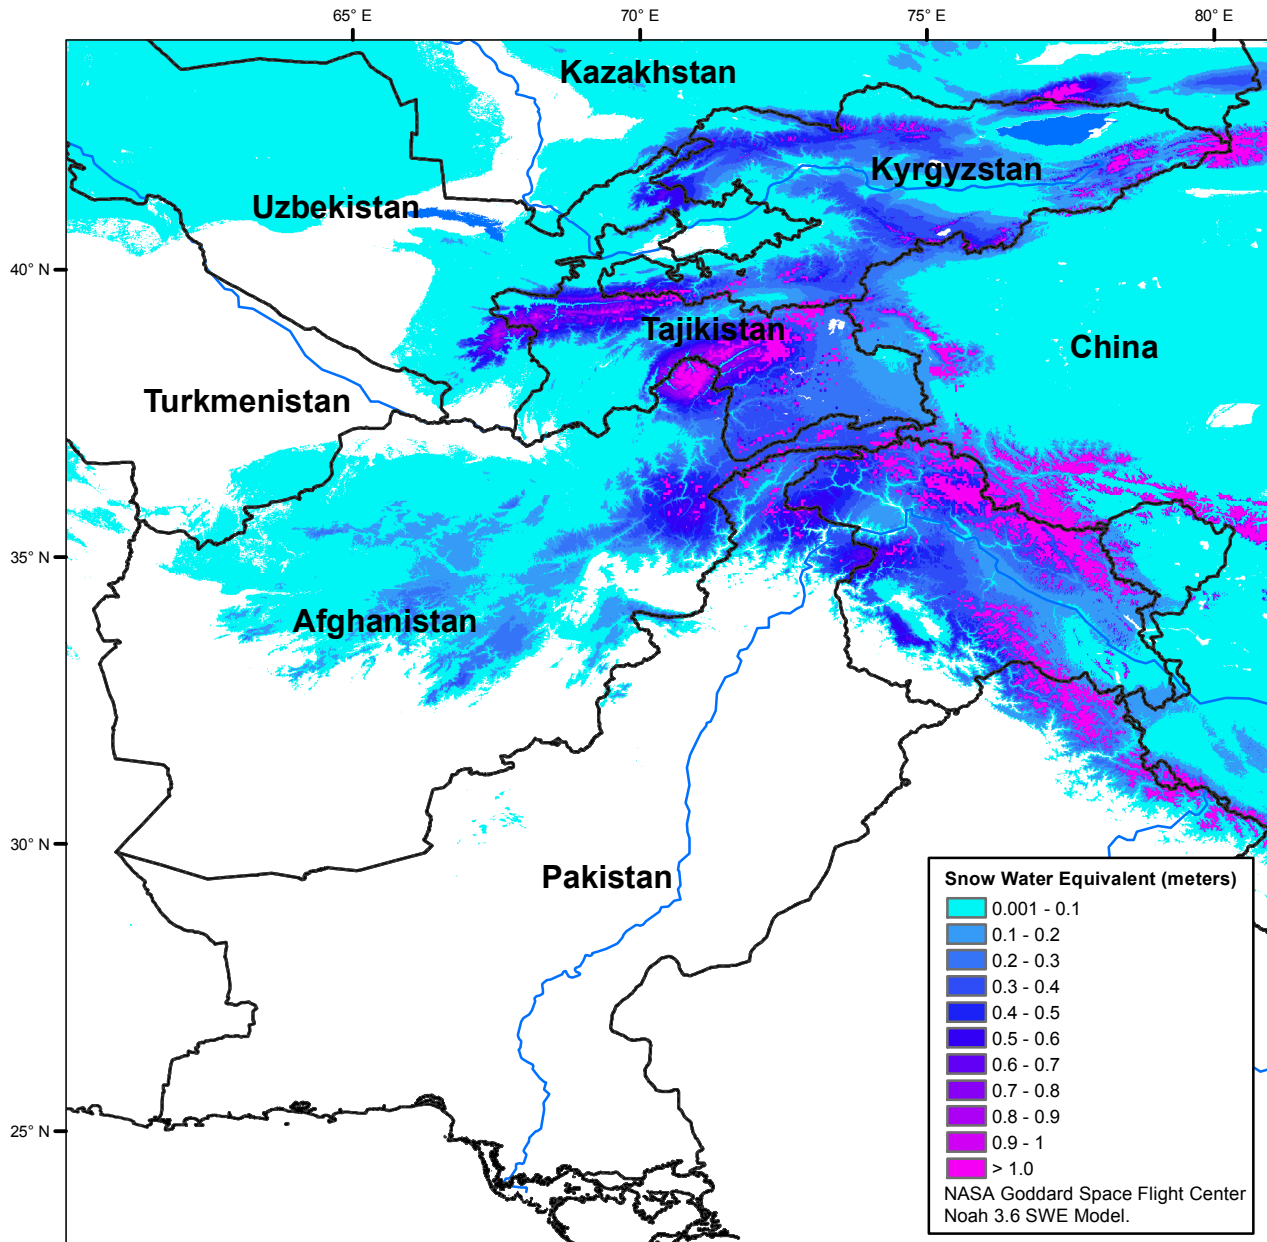 65° E
70° E
75° E
80° E
Kazakhstan
Kyrgyzstan
Uzbekistan
40° N
Tajikistan
China
Turkmenistan
35° N
Afghanistan
30° N
Pakistan
25° N
Snow Water Equivalent (meters)
0.001 - 0.1
0.1 - 0.2
0.2 - 0.3
0.3 - 0.4
0.4 - 0.5
0.5 - 0.6
0.6 - 0.7
0.7 - 0.8
0.8 - 0.9
0.9 - 1
> 1.0
NASA Goddard Space Flight Center
Noah 3.6 SWE Model.